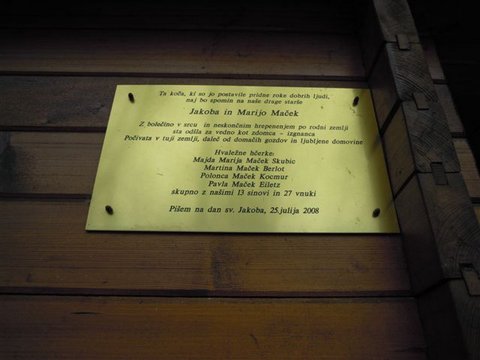 Ta koča, ki so jo postavile pridne roke dobrih ljudi,
naj bo spomin na naše drage starše
Jakoba in Marijo Maček
Z bolečino v srcu in neskončnim hrepenenjem po rodni zemlji
sta odšla za vedno kot zdomca - izgnanca
Počivata v tuji zemlji, daleč od domačih gozdov in ljubljene domovine
Hvaležne hčerke:
Majda Marija Maček Skubic
Martina Maček Berlot
Polonca Maček Kocmur
Pavla Maček Eiletz
skupno z našimi 13 sinovi in 27 vnuki
Pišem na dan sv. Jakoba, 25.julija 2008